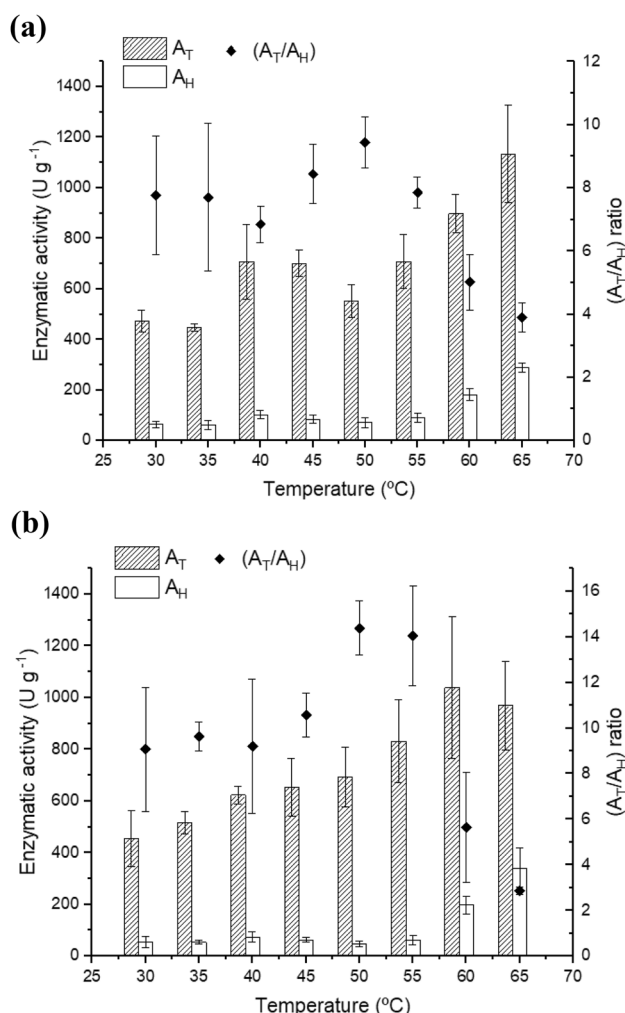 (a)
A_T (A_T/A_H)
A_H
Enzymatic activity (U g⁻¹)
1400
1200
1000
800
600
400
200
0
12
10
8
6
4
2
0
(A_T/A_H) ratio
25 30 35 40 45 50 55 60 65 70
Temperature (ºC)
(b)
A_T (A_T/A_H)
A_H
Enzymatic activity (U g⁻¹)
1400
1200
1000
800
600
400
200
0
16
14
12
10
8
6
4
2
0
(A_T/A_H) ratio
25 30 35 40 45 50 55 60 65 70
Temperature (ºC)